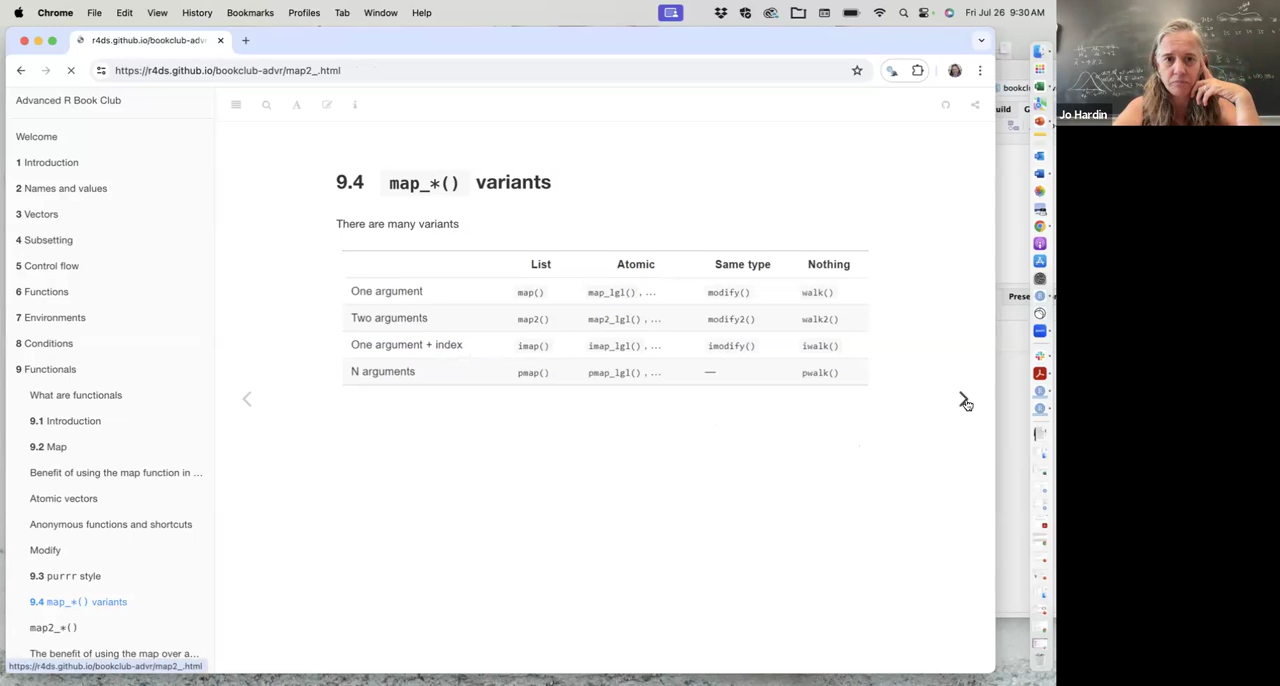 Chrome File Edit View History Bookmarks Profiles Tab Window Help Fri Jul 26 9:30 AM
r4ds.github.io/bookclub-advr
https://r4ds.github.io/bookclub-advr/map2_.html
Advanced R Book Club
Welcome
1 Introduction
2 Names and values
3 Vectors
4 Subsetting
5 Control flow
6 Functions
7 Environments
8 Conditions
9 Functionals
What are functionals
9.1 Introduction
9.2 Map
Benefit of using the map function in ...
Atomic vectors
Anonymous functions and shortcuts
Modify
9.3 purrr style
9.4 map_*() variants
map2_*()
The benefit of using the map over a...
https://r4ds.github.io/bookclub-advr/map2_.html
9.4 map_*() variants
There are many variants
List Atomic Same type Nothing
One argument map() map_lgl(), ... modify() walk()
Two arguments map2() map2_lgl(), ... modify2() walk2()
One argument + index imap() imap_lgl(), ... imodify() iwalk()
N arguments pmap() pmap_lgl(), ... — pwalk()
bookcl
uild
Prese
Jo Hardin